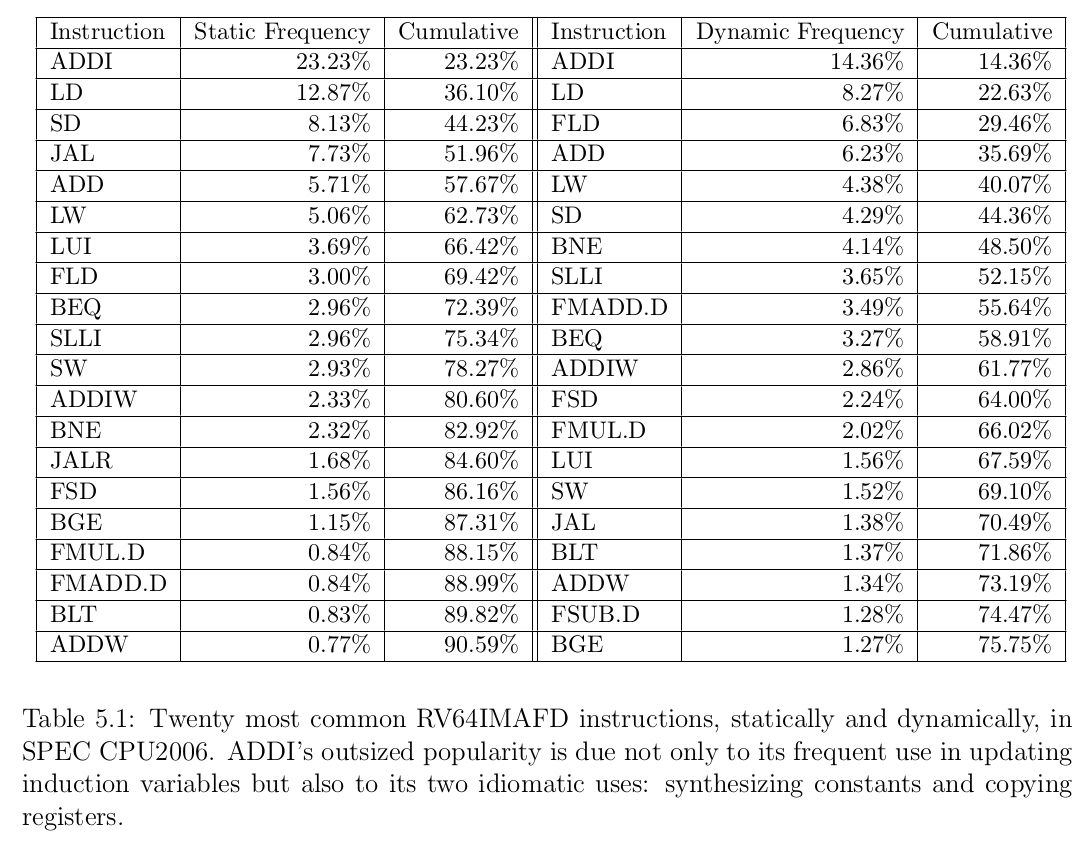 Instruction Static Frequency Cumulative Instruction Dynamic Frequency Cumulative
ADDI 23.23% 23.23% ADDI 14.36% 14.36%
LD 12.87% 36.10% LD 8.27% 22.63%
SD 8.13% 44.23% FLD 6.83% 29.46%
JAL 7.73% 51.96% ADD 6.23% 35.69%
ADD 5.71% 57.67% LW 4.38% 40.07%
LW 5.06% 62.73% SD 4.29% 44.36%
LUI 3.69% 66.42% BNE 4.14% 48.50%
FLD 3.00% 69.42% SLLI 3.65% 52.15%
BEQ 2.96% 72.39% FMADD.D 3.49% 55.64%
SLLI 2.96% 75.34% BEQ 3.27% 58.91%
SW 2.93% 78.27% ADDIW 2.86% 61.77%
ADDIW 2.33% 80.60% FSD 2.24% 64.00%
BNE 2.32% 82.92% FMUL.D 2.02% 66.02%
JALR 1.68% 84.60% LUI 1.56% 67.59%
FSD 1.56% 86.16% SW 1.52% 69.10%
BGE 1.15% 87.31% JAL 1.38% 70.49%
FMUL.D 0.84% 88.15% BLT 1.37% 71.86%
FMADD.D 0.84% 88.99% ADDW 1.34% 73.19%
BLT 0.83% 89.82% FSUB.D 1.28% 74.47%
ADDW 0.77% 90.59% BGE 1.27% 75.75%
Table 5.1: Twenty most common RV64IMAFD instructions, statically and dynamically, in
SPEC CPU2006. ADDI's outsized popularity is due not only to its frequent use in updating
induction variables but also to its two idiomatic uses: synthesizing constants and copying
registers.